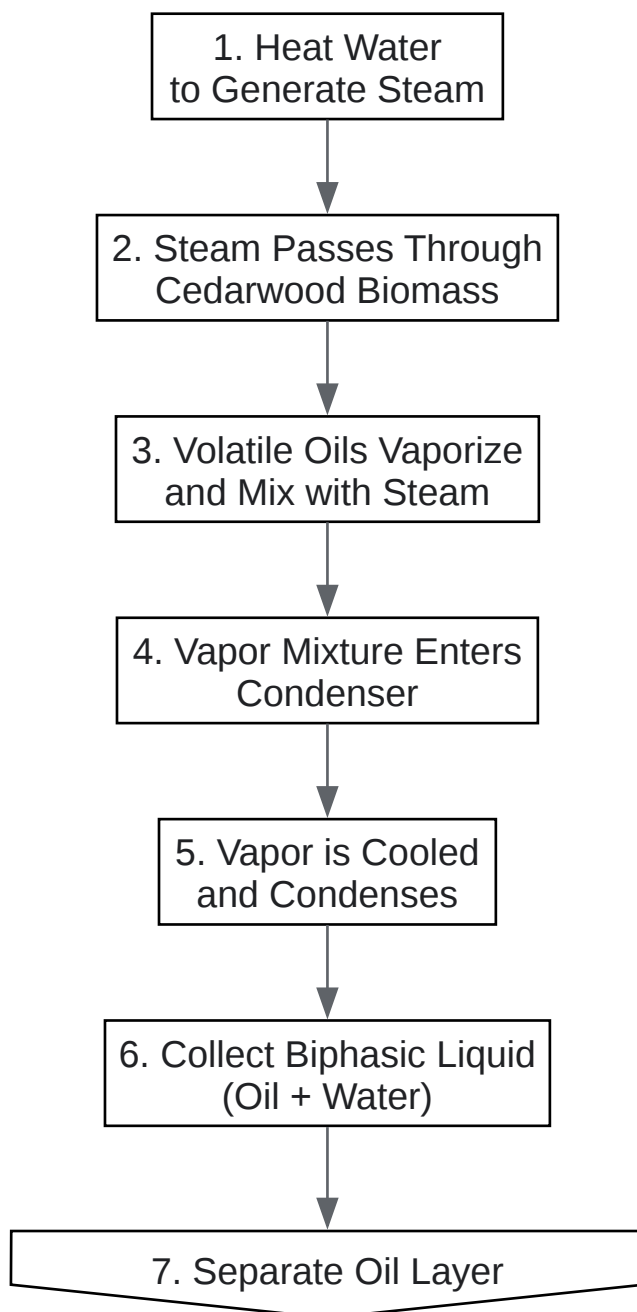 1. Heat Water
to Generate Steam
2. Steam Passes Through
Cedarwood Biomass
3. Volatile Oils Vaporize
and Mix with Steam
4. Vapor Mixture Enters
Condenser
5. Vapor is Cooled
and Condenses
6. Collect Biphasic Liquid
(Oil + Water)
7. Separate Oil Layer